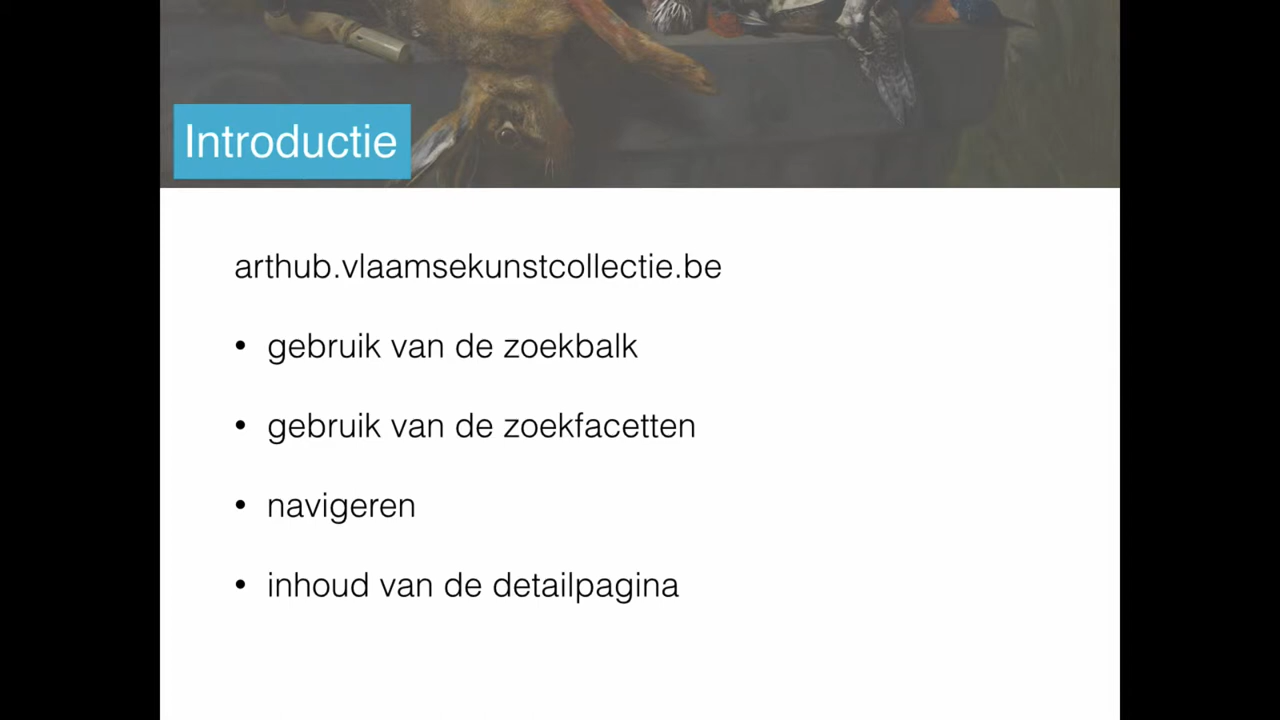 Introductie
arthub.vlaamsekunstcollectie.be
• gebruik van de zoekbalk
• gebruik van de zoekfacetten
• navigeren
• inhoud van de detailpagina